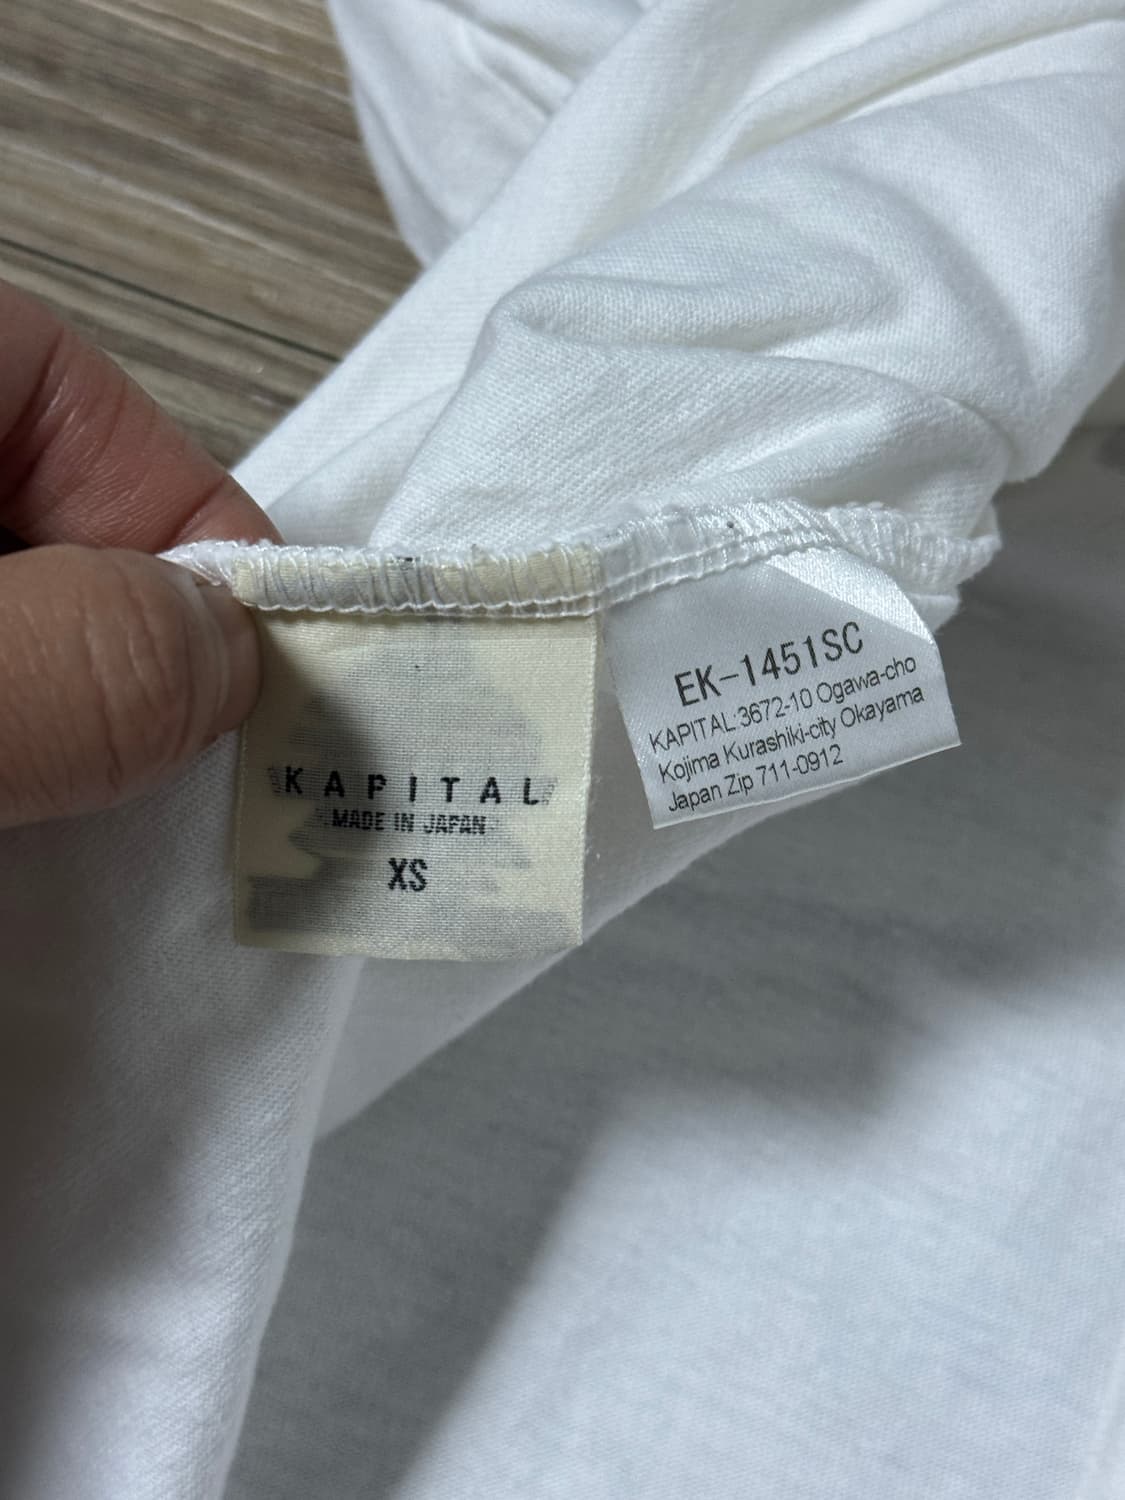 KAPITAL
MADE IN JAPAN
XS
EK-1451SC
KAPITAL:3672-10 Ogawa-cho
Kojima Kurashiki-city Okayama
Japan Zip 711-0912